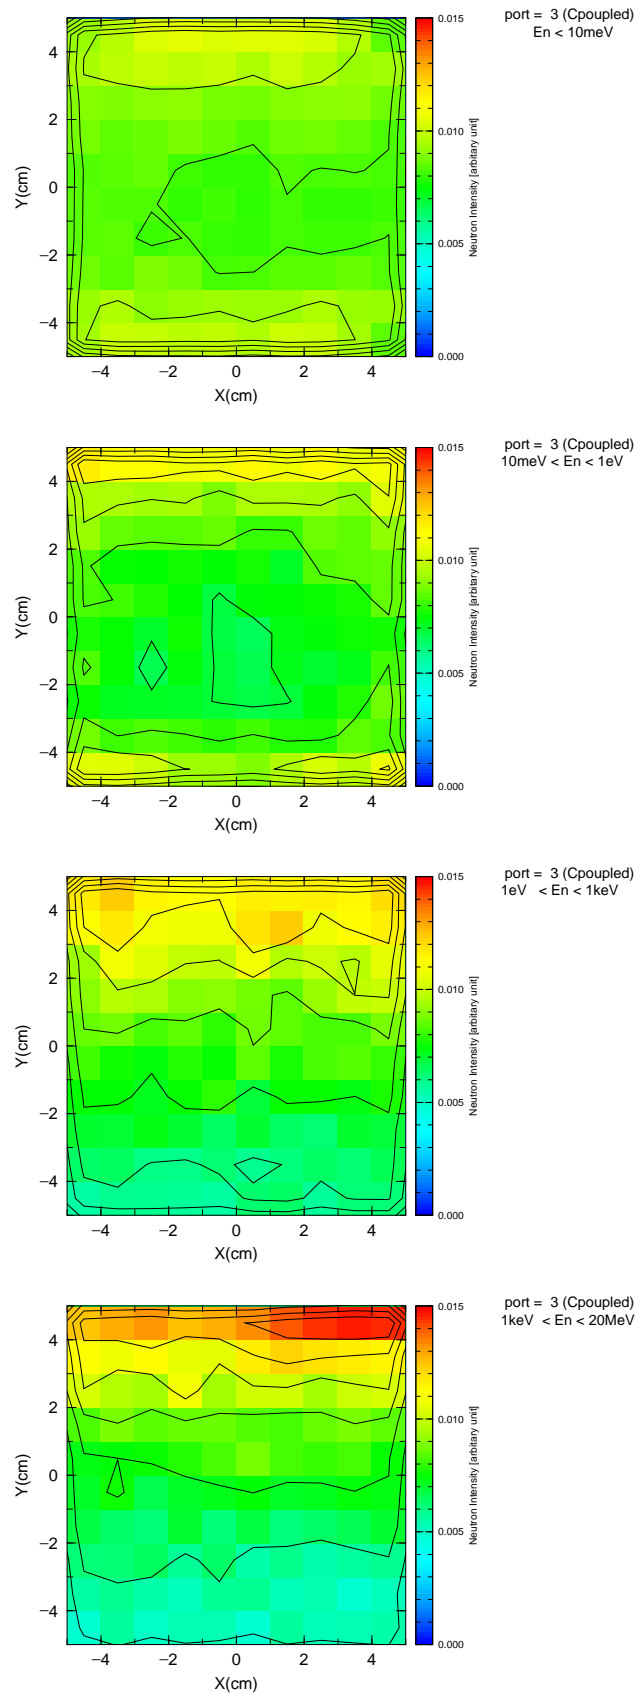 port = 3 (Cpoupled)
En < 10meV
0.015
0.010
0.005
0.000
Neutron Intensity [arbitary unit]
4
2
0
−2
−4
Y(cm)
−4 −2 0 2 4
X(cm)
port = 3 (Cpoupled)
10meV < En < 1eV
0.015
0.010
0.005
0.000
Neutron Intensity [arbitary unit]
4
2
0
−2
−4
Y(cm)
−4 −2 0 2 4
X(cm)
port = 3 (Cpoupled)
1eV < En < 1keV
0.015
0.010
0.005
0.000
Neutron Intensity [arbitary unit]
4
2
0
−2
−4
Y(cm)
−4 −2 0 2 4
X(cm)
port = 3 (Cpoupled)
1keV < En < 20MeV
0.015
0.010
0.005
0.000
Neutron Intensity [arbitary unit]
4
2
0
−2
−4
Y(cm)
−4 −2 0 2 4
X(cm)